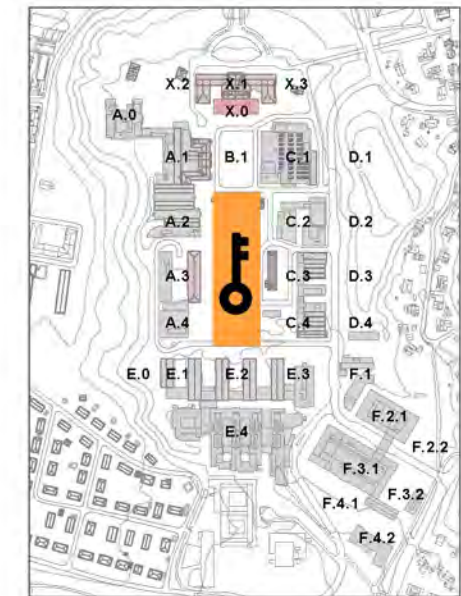 X.2 X.1 X.3
X.0
A.0
A.1 B.1 C.1 D.1
A.2 C.2 D.2
A.3 C.3 D.3
A.4 C.4 D.4
E.0 E.1 E.2 E.3 F.1
F.2.1
E.4 F.2.2
F.3.1
F.4.1 F.3.2
F.4.2